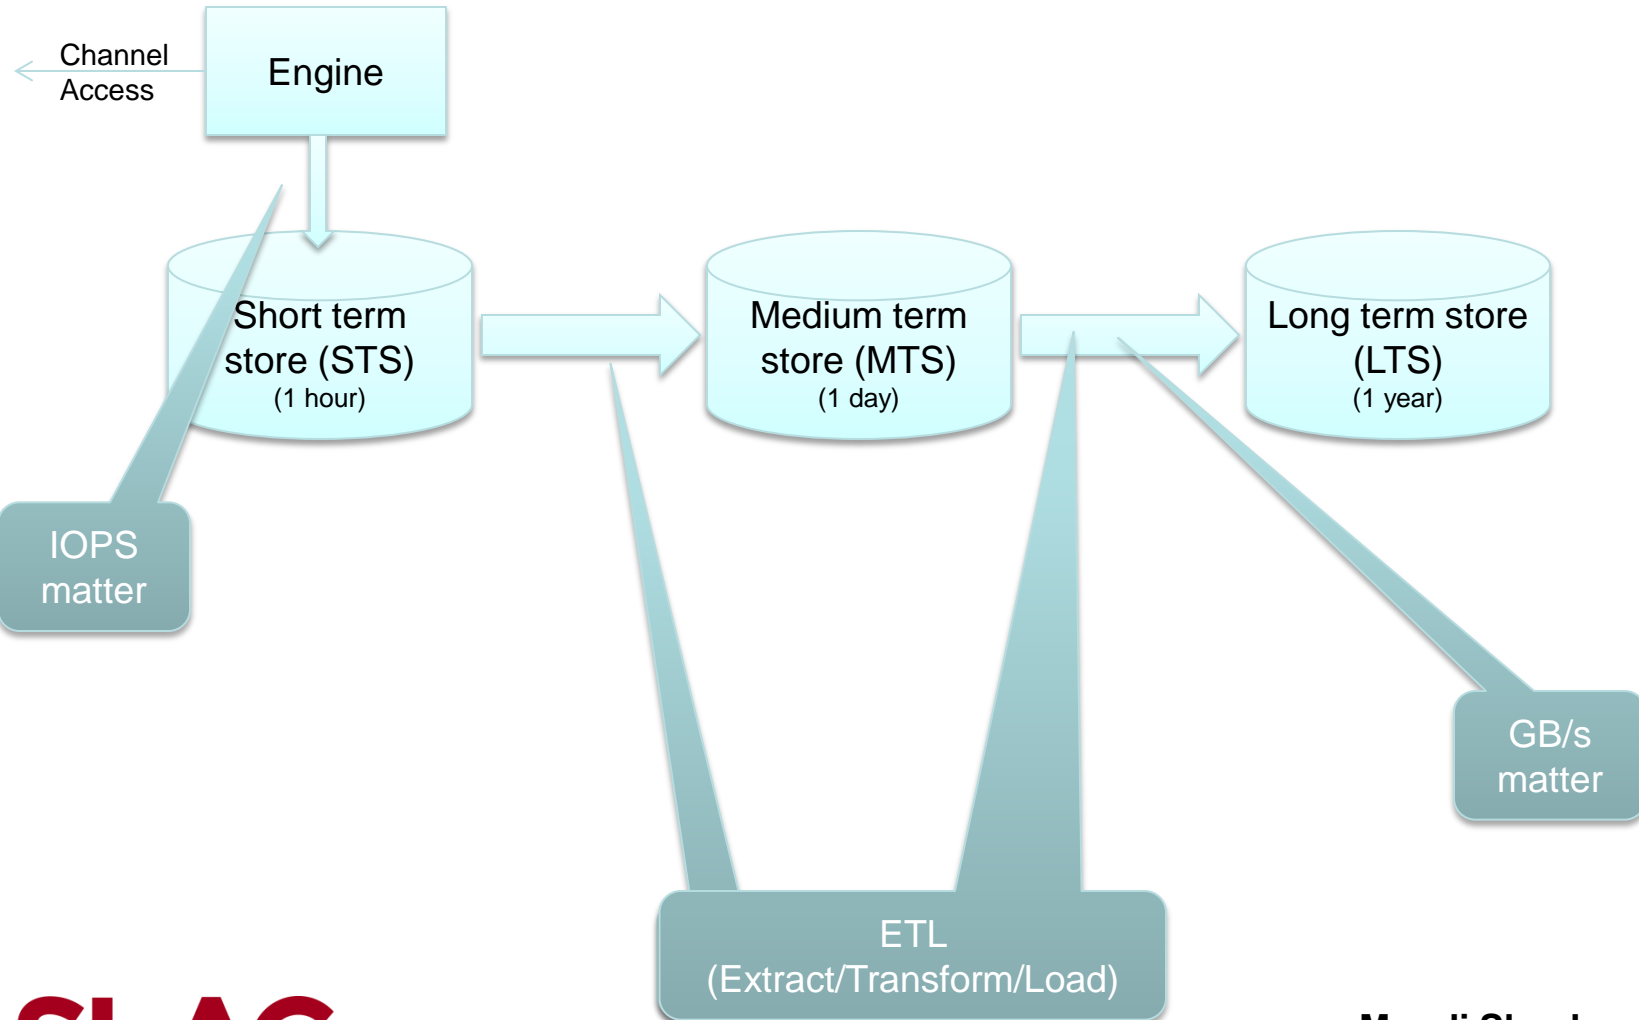 Channel
Access
Engine
Short term
store (STS)
(1 hour)
Medium term
store (MTS)
(1 day)
Long term store
(LTS)
(1 year)
IOPS
matter
GB/s
matter
ETL
(Extract/Transform/Load)
SLAC